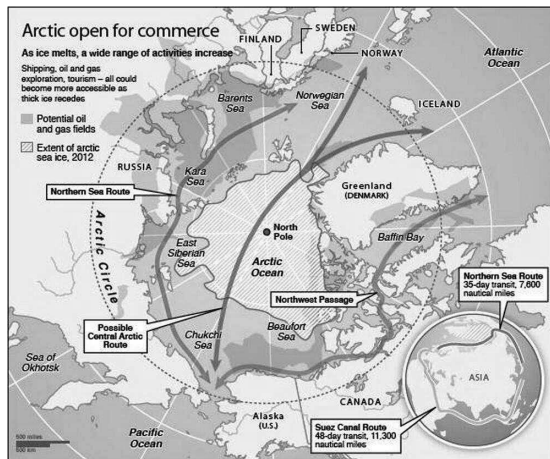 Arctic open for commerce
As ice melts, a wide range of activities increase
Shipping, oil and gas
exploration, tourism – all could
become more accessible as
thick ice recedes
Potential oil
and gas fields
Extent of arctic
sea ice, 2012
FINLAND
SWEDEN
NORWAY
Atlantic
Ocean
Barents
Sea
Norwegian
Sea
ICELAND
RUSSIA
Kara
Sea
Northern Sea Route
Greenland
(DENMARK)
Arctic Circle
North
Pole
East
Siberian
Sea
Arctic
Ocean
Baffin Bay
Northern Sea Route
35-day transit, 7,600
nautical miles
Northwest Passage
Possible
Central Arctic
Route
Chukchi
Sea
Beaufort
Sea
Sea of
Okhotsk
ASIA
CANADA
Alaska
(U.S.)
Suez Canal Route
48-day transit, 11,300
nautical miles
Pacific
Ocean
500 miles
500 km